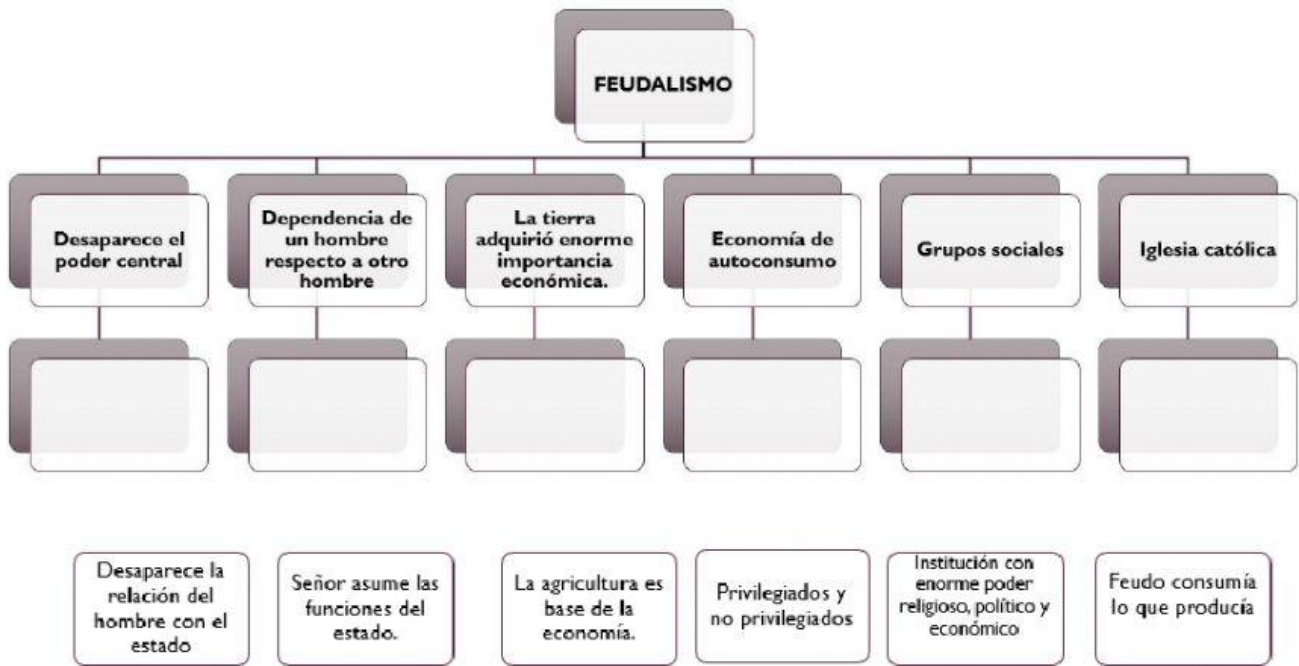 FEUDALISMO
Desaparece el
poder central
Dependencia de
un hombre
respecto a otro
hombre
La tierra
adquirió enorme
importancia
económica.
Economía de
autoconsumo
Grupos sociales
Iglesia católica
Desaparece la
relación del
hombre con el
estado
Señor asume las
funciones del
estado.
La agricultura es
base de la
economía.
Privilegiados y
no privilegiados
Institución con
enorme poder
religioso, político y
económico
Feudo consumía
lo que producía